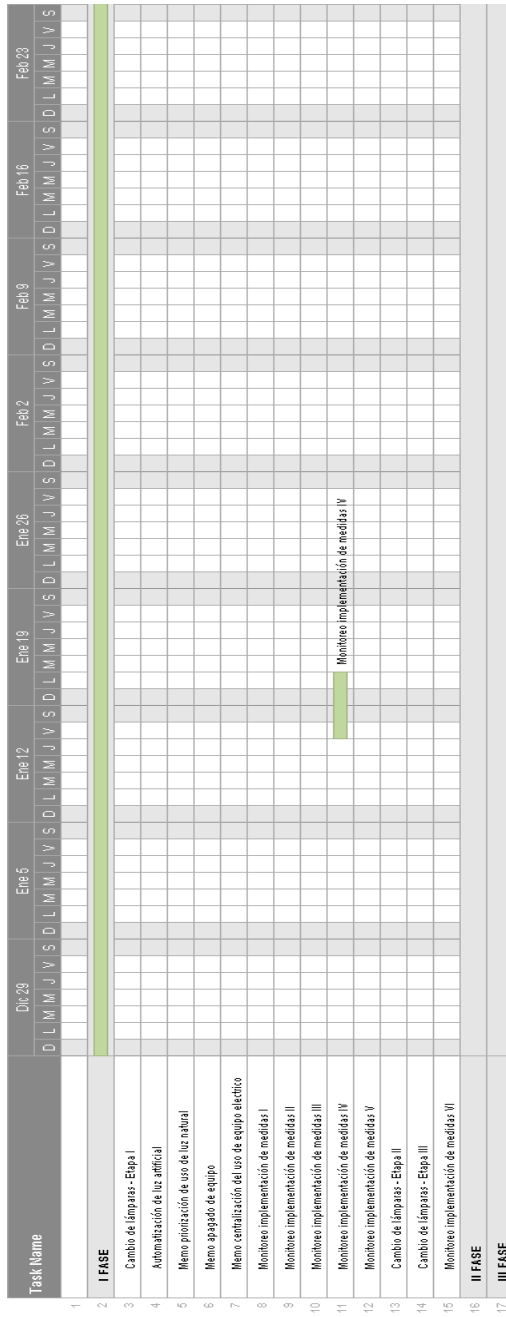 Task Name
Dic 29 Ene 5 Ene 12 Ene 19 Ene 26 Feb 2 Feb 9 Feb 16 Feb 23
D L M M J V S D L M M J V S D L M M J V S D L M M J V S D L M M J V S D L M M J V S D L M M J V S D L M M J V S D L M M J V S
1
2 I FASE
3 Cambio de lámparas - Etapa I
4 Automatización de luz artificial
5 Memo priorización de uso de luz natural
6 Memo apagado de equipo
7 Memo centralización del uso de equipo electrico
8 Monitoreo implementación de medidas I
9 Monitoreo implementación de medidas II
10 Monitoreo implementación de medidas III
11 Monitoreo implementación de medidas IV Monitoreo implementación de medidas IV
12 Monitoreo implementación de medidas V
13 Cambio de lámparas - Etapa II
14 Cambio de lámparas - Etapa III
15 Monitoreo implementación de medidas VI
16 II FASE
17 III FASE